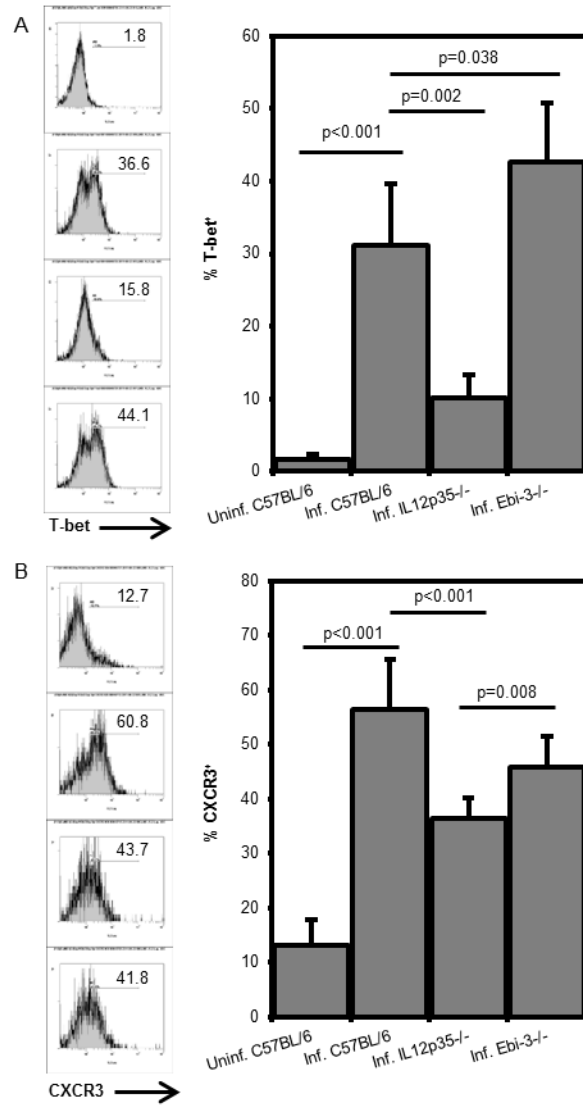 A
1.8
36.6
15.8
44.1
T-bet
% T-bet⁺
60
50
40
30
20
10
0
p<0.001
p=0.002
p=0.038
Uninf. C57BL/6
Inf. C57BL/6
Inf. IL12p35-/-
Inf. Ebi-3-/-
B
12.7
60.8
43.7
41.8
CXCR3
% CXCR3⁺
80
70
60
50
40
30
20
10
0
p<0.001
p<0.001
p=0.008
Uninf. C57BL/6
Inf. C57BL/6
Inf. IL12p35-/-
Inf. Ebi-3-/-